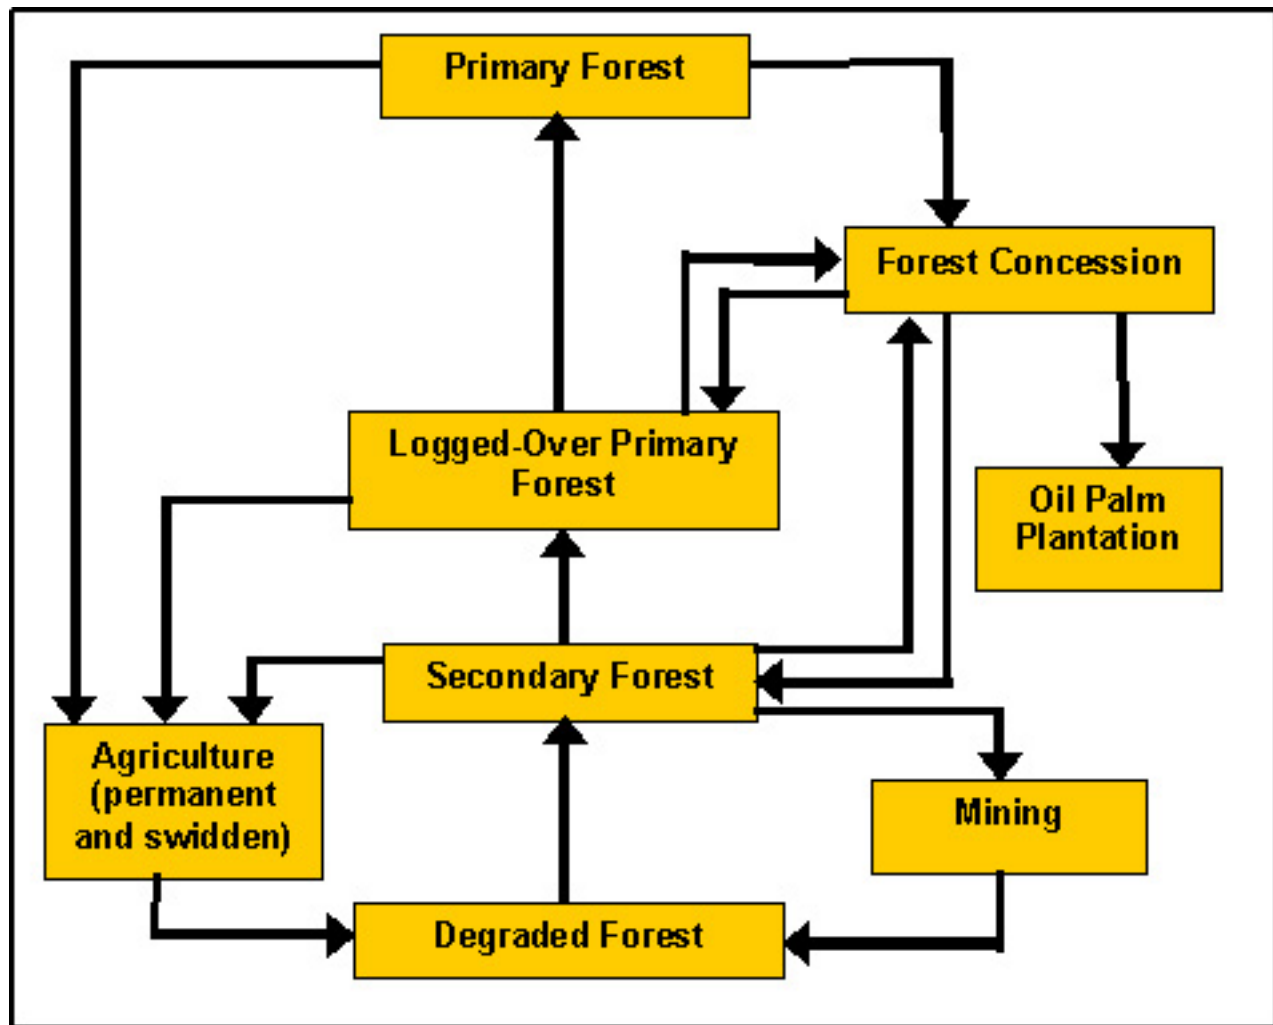 Primary Forest
Forest Concession
Logged-Over Primary
Forest
Oil Palm
Plantation
Secondary Forest
Agriculture
(permanent
and swidden)
Mining
Degraded Forest